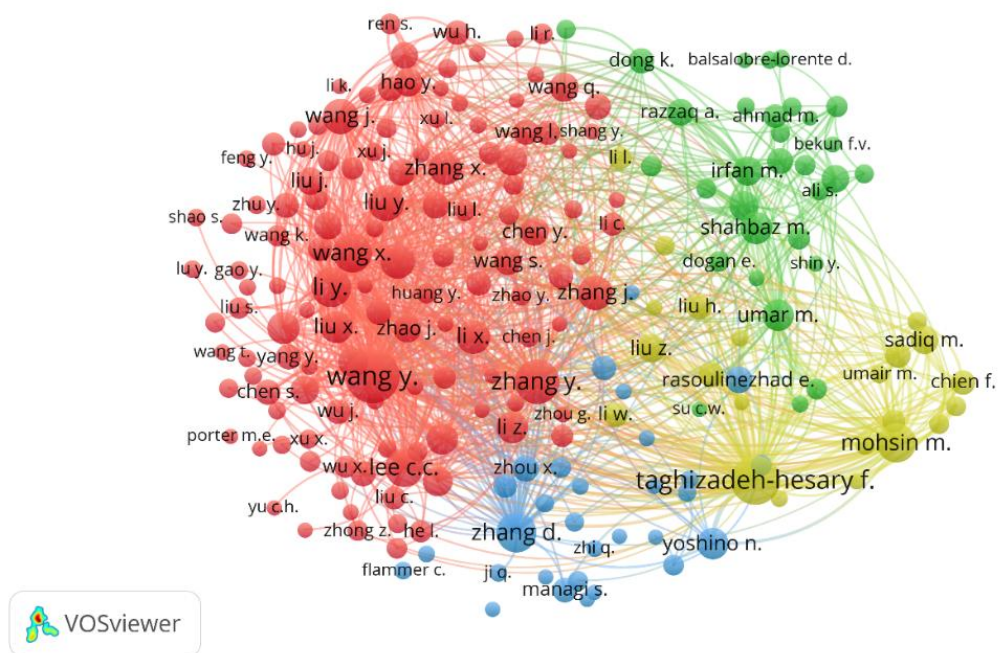 ren s.
wu h.
li r.
dong k.
balsalobre-lorente d.
li k.
hao y.
wang q.
wang j.
xu l.
razzaq a.
ahmad m.
hu j.
wang l.
shang y.
bekun f.v.
feng y.
xu j.
zhang x.
li l.
irfan m.
liu j.
ali s.
zhu y.
liu y.
liu l.
shao s.
li c.
shahbaz m.
wang k.
chen y.
wang x.
wang s.
dogan e.
shin y.
lu y.
gao y.
li y.
huang y.
zhao y.
zhang j.
liu s.
liu h.
umar m.
liu x.
zhao j.
li x.
chen j.
sadiq m.
wang t.
yang y.
liu z.
umair m.
wang y.
zhang y.
rasoulinezhad e.
chien f.
chen s.
wu j.
zhou g.
li w.
su c.w.
porter m.e.
xu x.
li z.
mohsin m.
wu x.
lee c.c.
zhou x.
taghizadeh-hesary f.
liu c.
yu c.h.
zhong z.
he l.
zhang d.
zhi q.
yoshino n.
flammer c.
ji q.
managi s.
VOSviewer